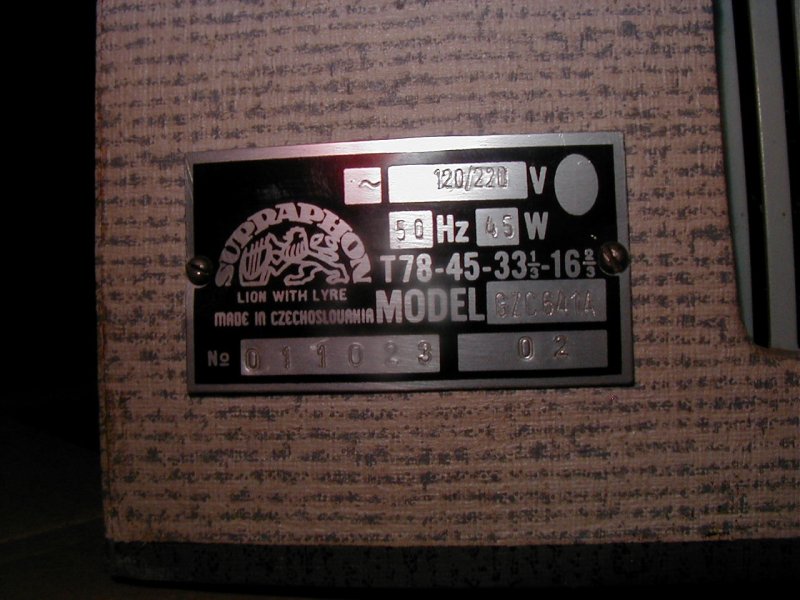 ~ 120/220 V
50 Hz 45 W
SUPRAPHON
T78-45-33⅓-16⅔
LION WITH LYRE
MODEL GZC641A
MADE IN CZECHOSLOVAKIA
No 011023 02